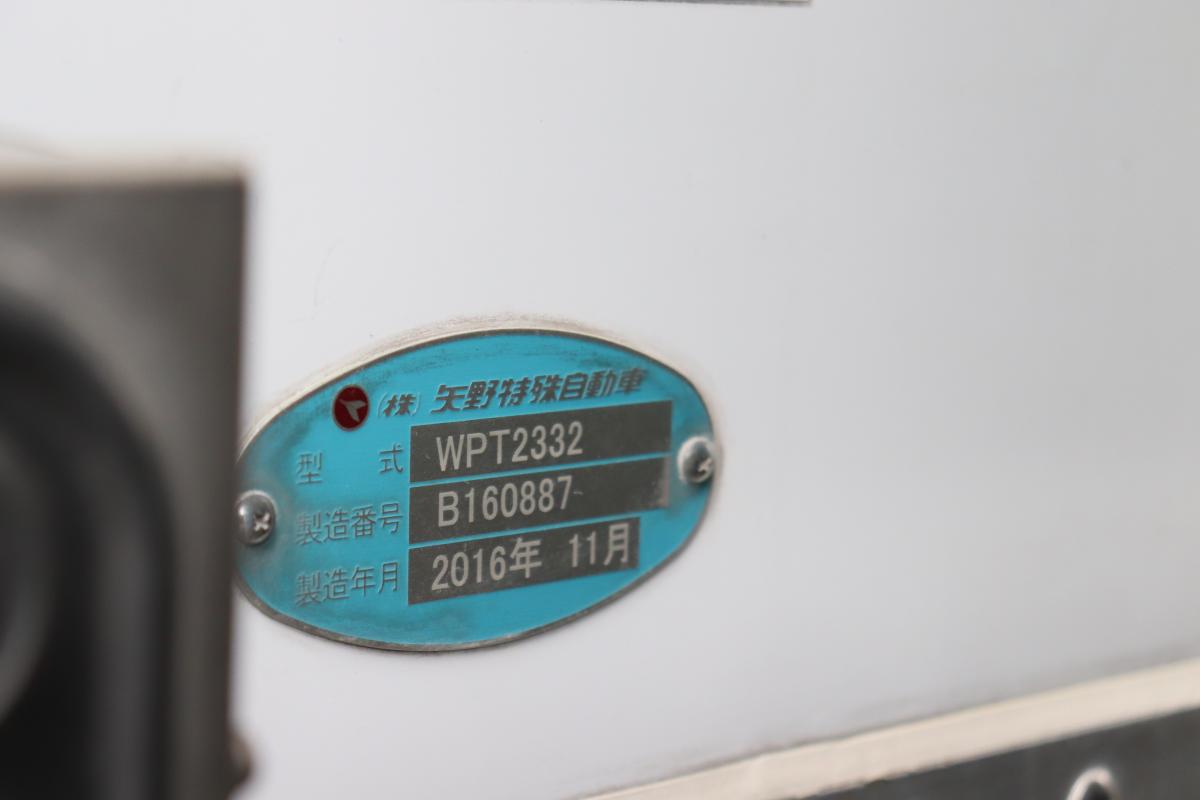 (株) 矢野特殊自動車
型式 WPT2332
製造番号 B160887
製造年月 2016年 11月